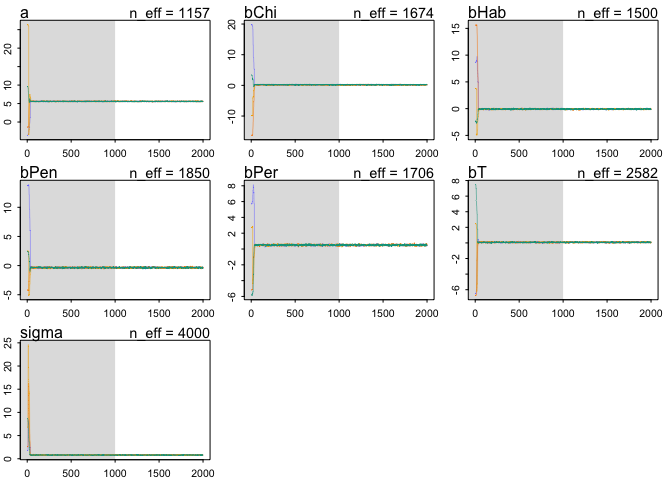 a n_eff = 1157
bChi n_eff = 1674
bHab n_eff = 1500
0 5 10 20
-10 0 10 20
-5 0 5 10 15
0 500 1000 1500 2000
0 500 1000 1500 2000
0 500 1000 1500 2000
bPen n_eff = 1850
bPer n_eff = 1706
bT n_eff = 2582
-5 0 5 10
-6 -2 2 4 6 8
-6 -2 2 4 8
0 500 1000 1500 2000
0 500 1000 1500 2000
0 500 1000 1500 2000
sigma n_eff = 4000
0 5 10 15 20 25
0 500 1000 1500 2000